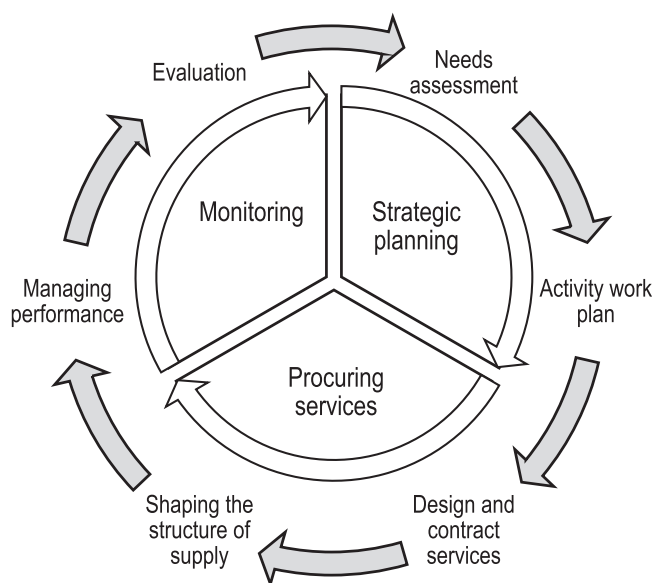 Evaluation
Needs
assessment
Monitoring
Strategic
planning
Managing
performance
Activity work
plan
Procuring
services
Shaping the
structure of
supply
Design and
contract
services